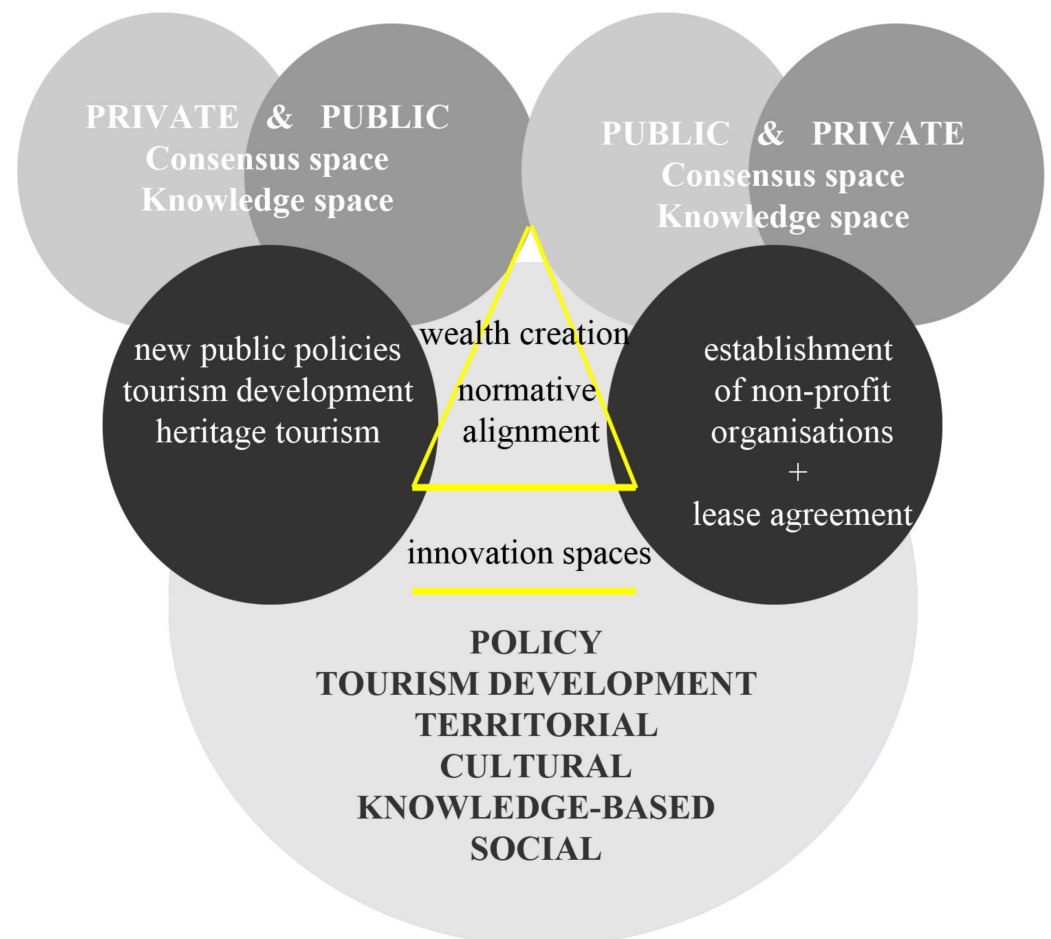 PRIVATE & PUBLIC
Consensus space
Knowledge space
PUBLIC & PRIVATE
Consensus space
Knowledge space
new public policies
tourism development
heritage tourism
wealth creation
normative
alignment
establishment
of non-profit
organisations
+
lease agreement
innovation spaces
POLICY
TOURISM DEVELOPMENT
TERRITORIAL
CULTURAL
KNOWLEDGE-BASED
SOCIAL